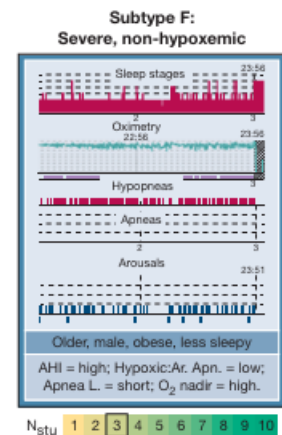 Subtype F:
Severe, non-hypoxemic
23:56
Sleep stages
2 3
Oximetry
22:56 23:56
3
Hypopneas
Apneas
2 3
Arousals
23:51
Older, male, obese, less sleepy
AHI = high; Hypoxic:Ar. Apn. = low;
Apnea L. = short; O₂ nadir = high.
Nstu 1 2 3 4 5 6 7 8 9 10